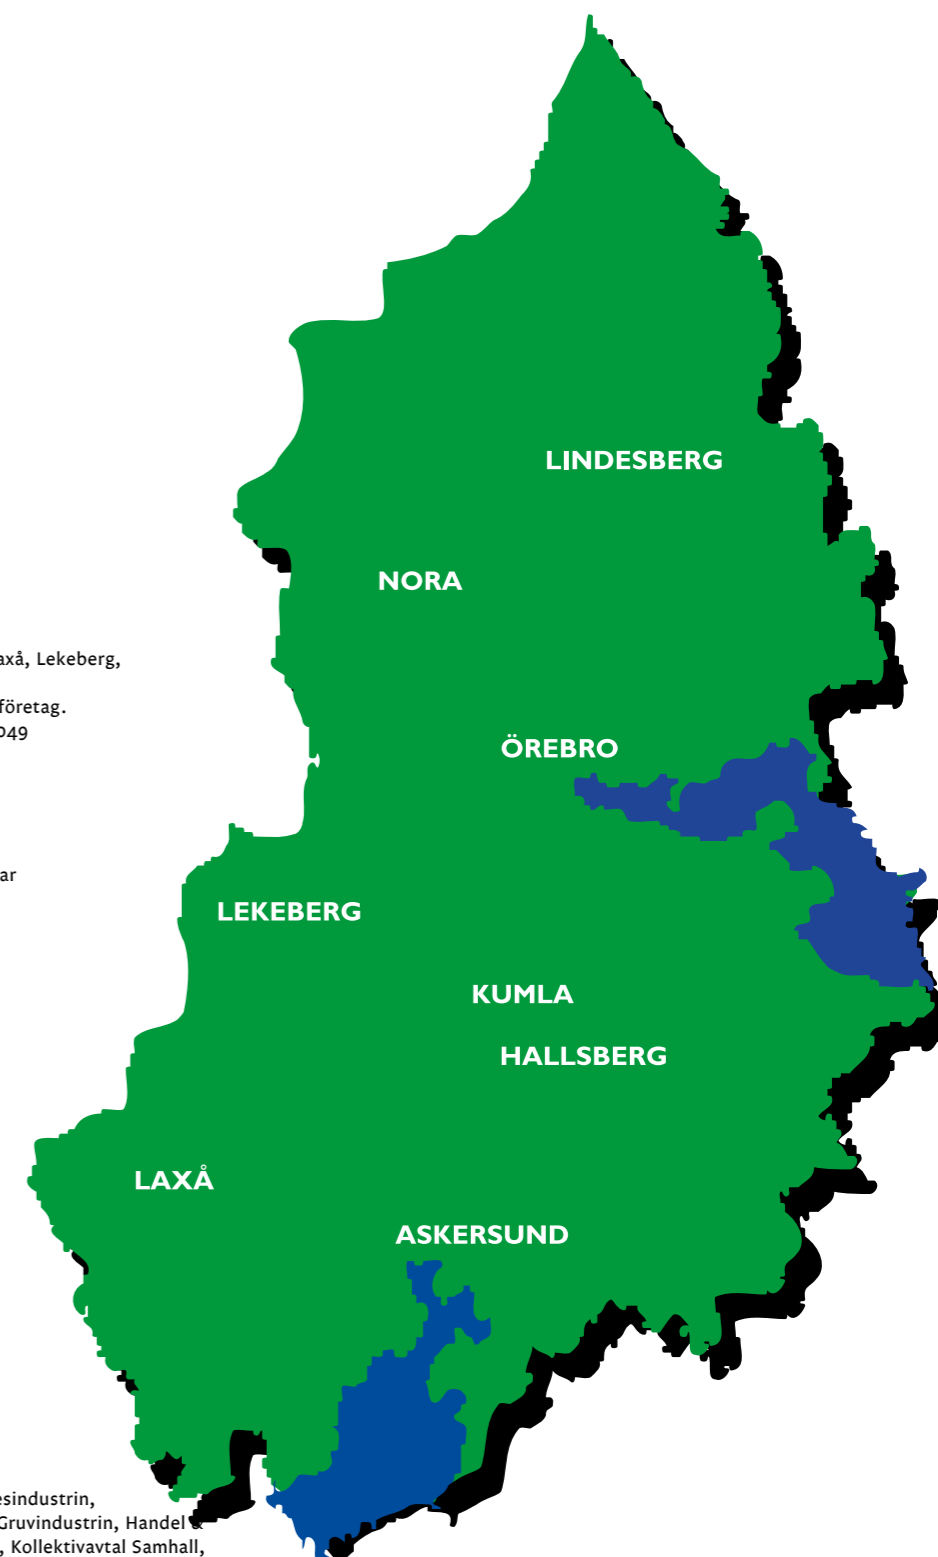 LINDESBERG
NORA
axå, Lekeberg,
företag.
049
ÖREBRO
ar
LEKEBERG
KUMLA
HALLSBERG
LAXÅ
ASKERSUND
esindustrin,
Gruvindustrin, Handel &
, Kollektivavtal Samhall,